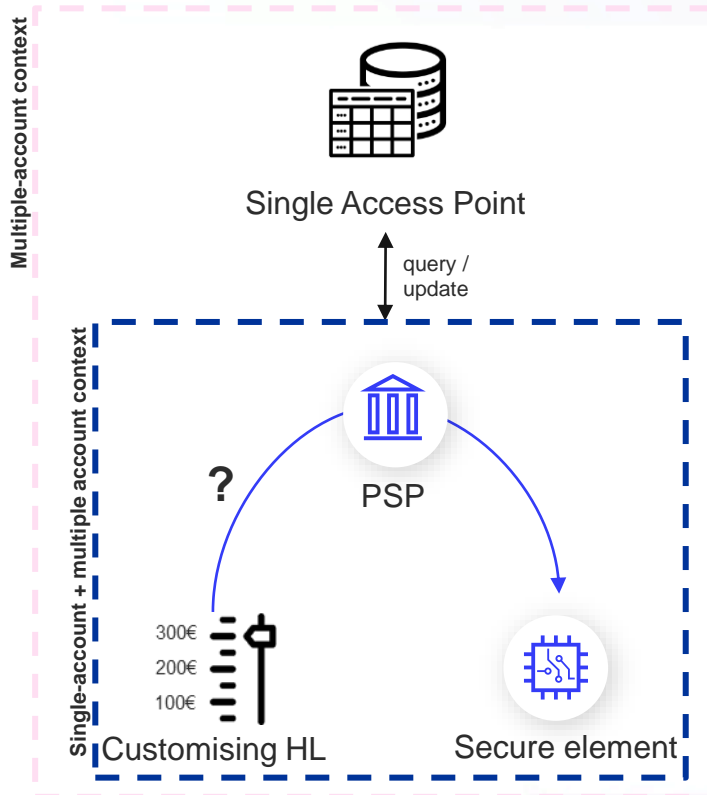 Multiple-account context
Single Access Point
query /
update
Single-account + multiple account context
PSP
?
300€
200€
100€
Customising HL
Secure element